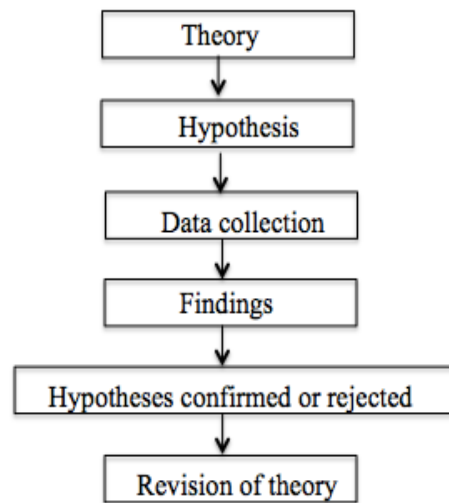 Theory
Hypothesis
Data collection
Findings
Hypotheses confirmed or rejected
Revision of theory